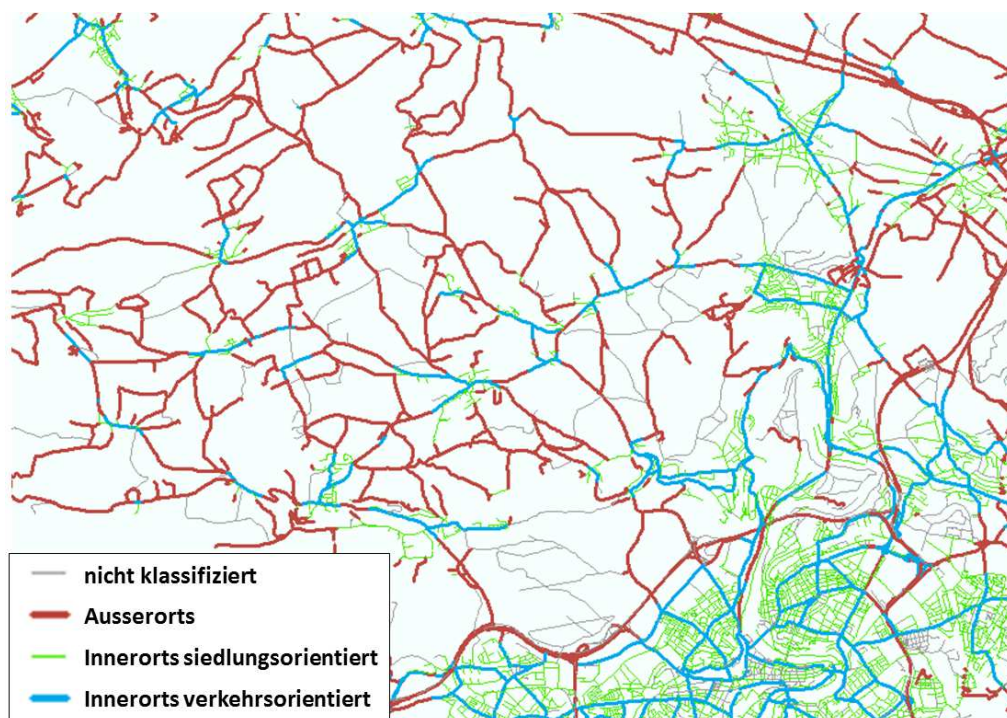 nicht klassifiziert
Ausserorts
Innerorts siedlungsorientiert
Innerorts verkehrsorientiert